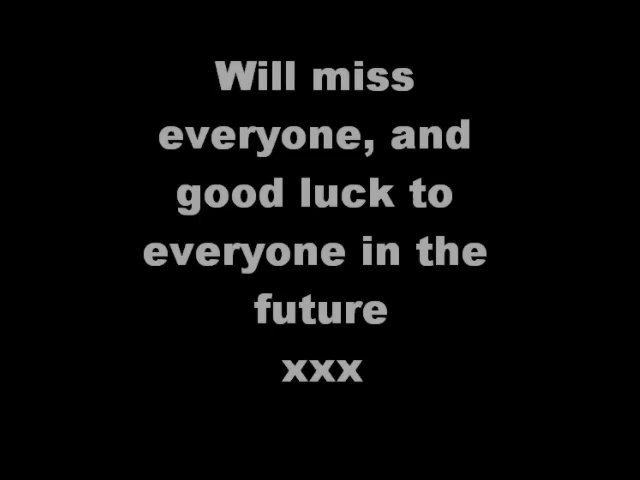 Will miss
everyone, and
good luck to
everyone in the
future
xxx